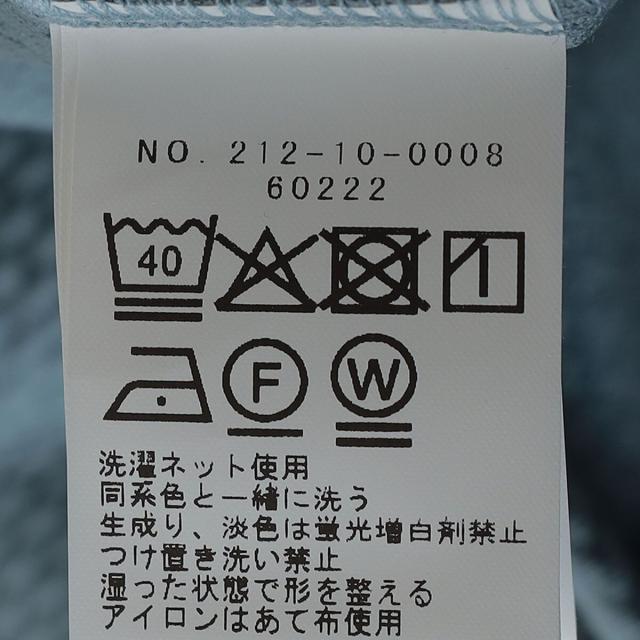 NO. 212-10-0008
60222
40
F W
洗濯ネット使用
同系色と一緒に洗う
生成り、淡色は蛍光増白剤禁止
つけ置き洗い禁止
湿った状態で形を整える
アイロンはあて布使用